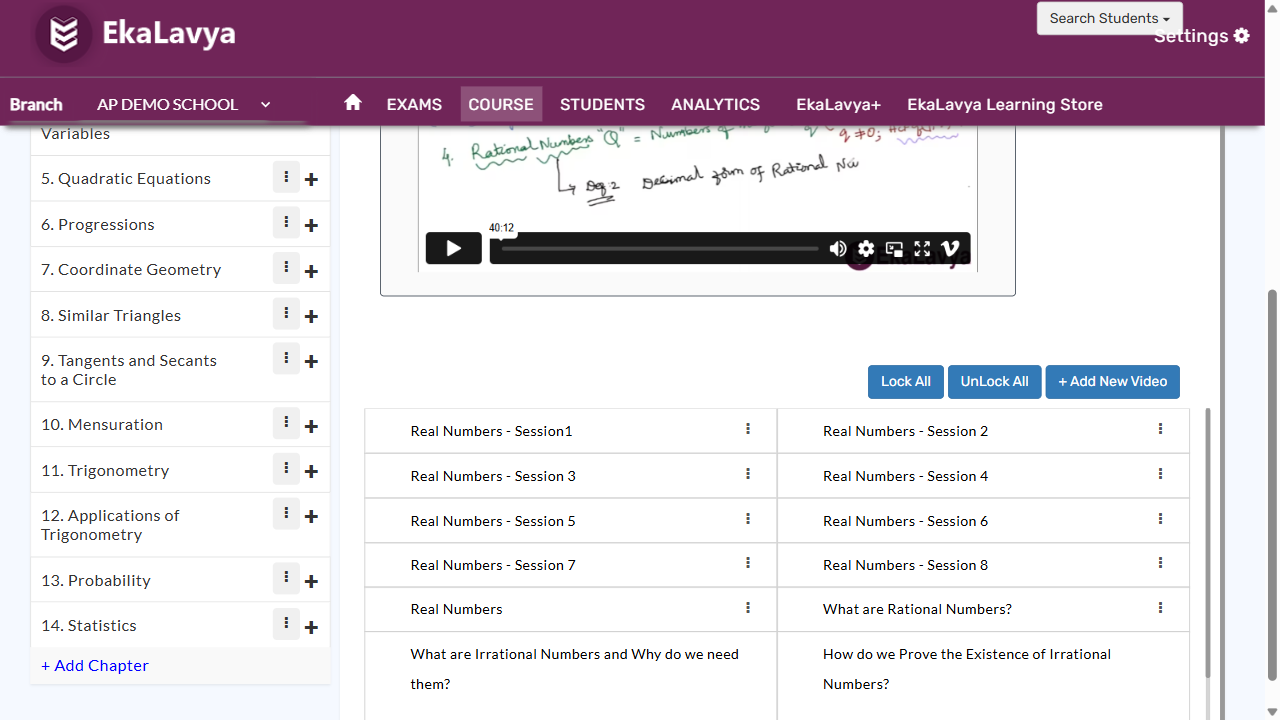 EkaLavya
Search Students
Settings
Branch
AP DEMO SCHOOL
EXAMS
COURSE
STUDENTS
ANALYTICS
EkaLavya+
EkaLavya Learning Store
Variables
5. Quadratic Equations
6. Progressions
7. Coordinate Geometry
8. Similar Triangles
9. Tangents and Secants
to a Circle
10. Mensuration
11. Trigonometry
12. Applications of
Trigonometry
13. Probability
14. Statistics
+ Add Chapter
4. Rational Numbers "Q" = Numbers of
q ≠ 0;
Def 2 Decimal form of Rational
40:12
EkaLavya
Lock All
UnLock All
+ Add New Video
Real Numbers - Session1
Real Numbers - Session 2
Real Numbers - Session 3
Real Numbers - Session 4
Real Numbers - Session 5
Real Numbers - Session 6
Real Numbers - Session 7
Real Numbers - Session 8
Real Numbers
What are Rational Numbers?
What are Irrational Numbers and Why do we need
them?
How do we Prove the Existence of Irrational
Numbers?